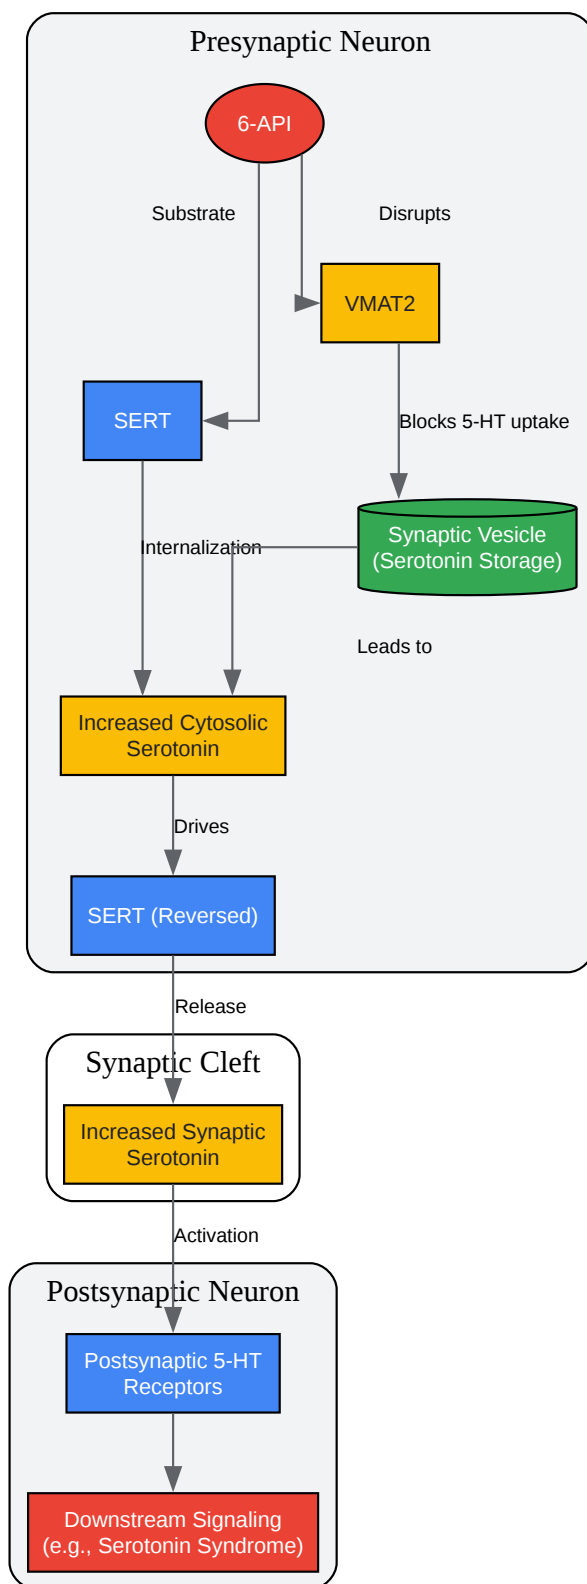 Presynaptic Neuron
6-API
Substrate
Disrupts
VMAT2
SERT
Blocks 5-HT uptake
Synaptic Vesicle
(Serotonin Storage)
Internalization
Leads to
Increased Cytosolic
Serotonin
Drives
SERT (Reversed)
Release
Synaptic Cleft
Increased Synaptic
Serotonin
Activation
Postsynaptic Neuron
Postsynaptic 5-HT
Receptors
Downstream Signaling
(e.g., Serotonin Syndrome)